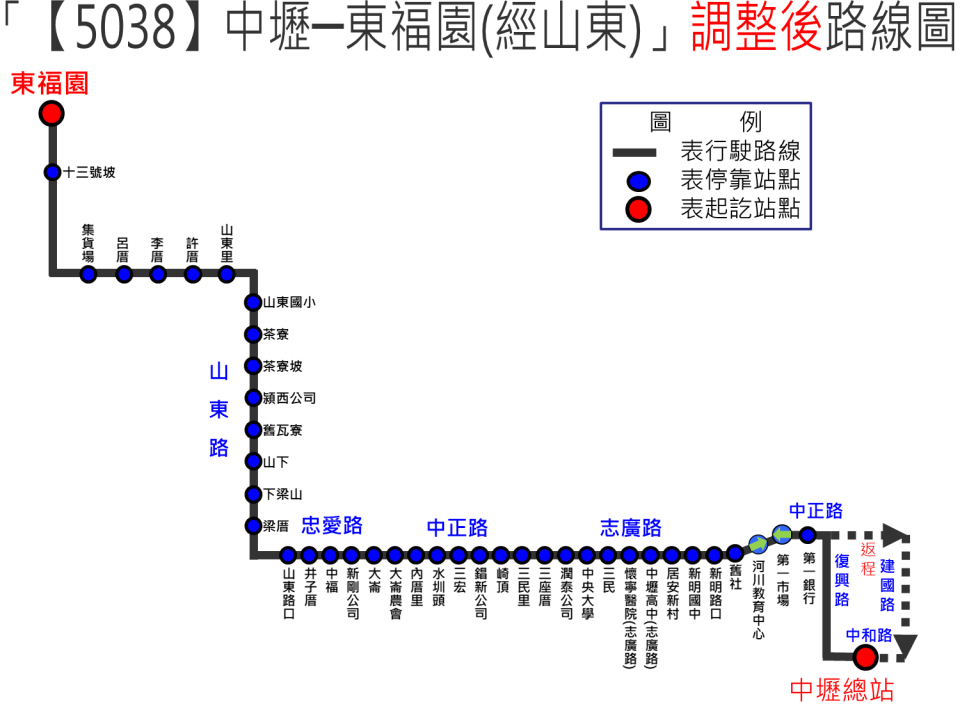 「【5038】中壢─東福園(經山東)」調整後路線圖
東福園
圖 例
表行駛路線
表停靠站點
表起訖站點
十三號坡
集貨場
呂厝
李厝
許厝
山東里
山東國小
茶寮
茶寮坡
潁西公司
舊瓦寮
山下
下梁山
梁厝
山東路
忠愛路
中正路
志廣路
中正路
山東路口
井子厝
中福
新剛公司
大崙
大崙農會
內厝里
水圳頭
三宏
錩新公司
崎頂
三民里
三座厝
潤泰公司
中央大學
三民
懷寧醫院(志廣路)
中壢高中(志廣路)
居安新村
新明國中
新明路口
舊社
河川教育中心
第一市場
第一銀行
復興路
返程
建國路
中和路
中壢總站